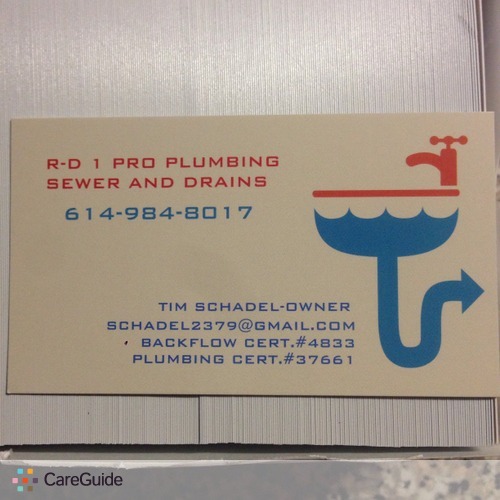 R-D 1 PRO PLUMBING
SEWER AND DRAINS
614-984-8017
TIM SCHADEL-OWNER
SCHADEL2379@GMAIL.COM
BACKFLOW CERT.#4833
PLUMBING CERT.#37661
CareGuide